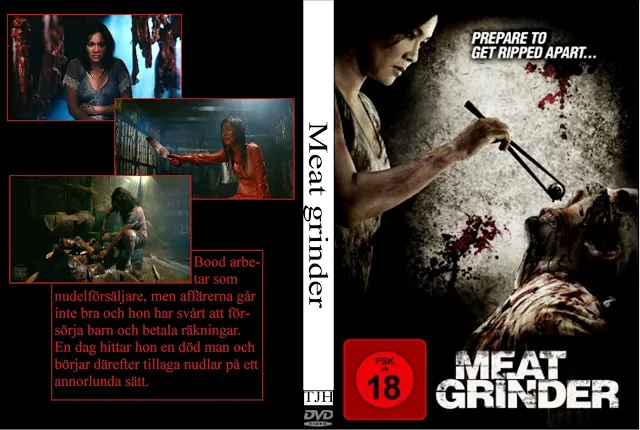 Bood arbe-
tar som
nudelförsäljare, men affärerna går
inte bra och hon har svårt att för-
sörja barn och betala räkningar.
En dag hittar hon en död man och
börjar därefter tillaga nudlar på ett
annorlunda sätt.
Meat grinder
TJH
DVD
VIDEO
PREPARE TO
GET RIPPED APART...
FSK
ab
18
MEAT
GRINDER